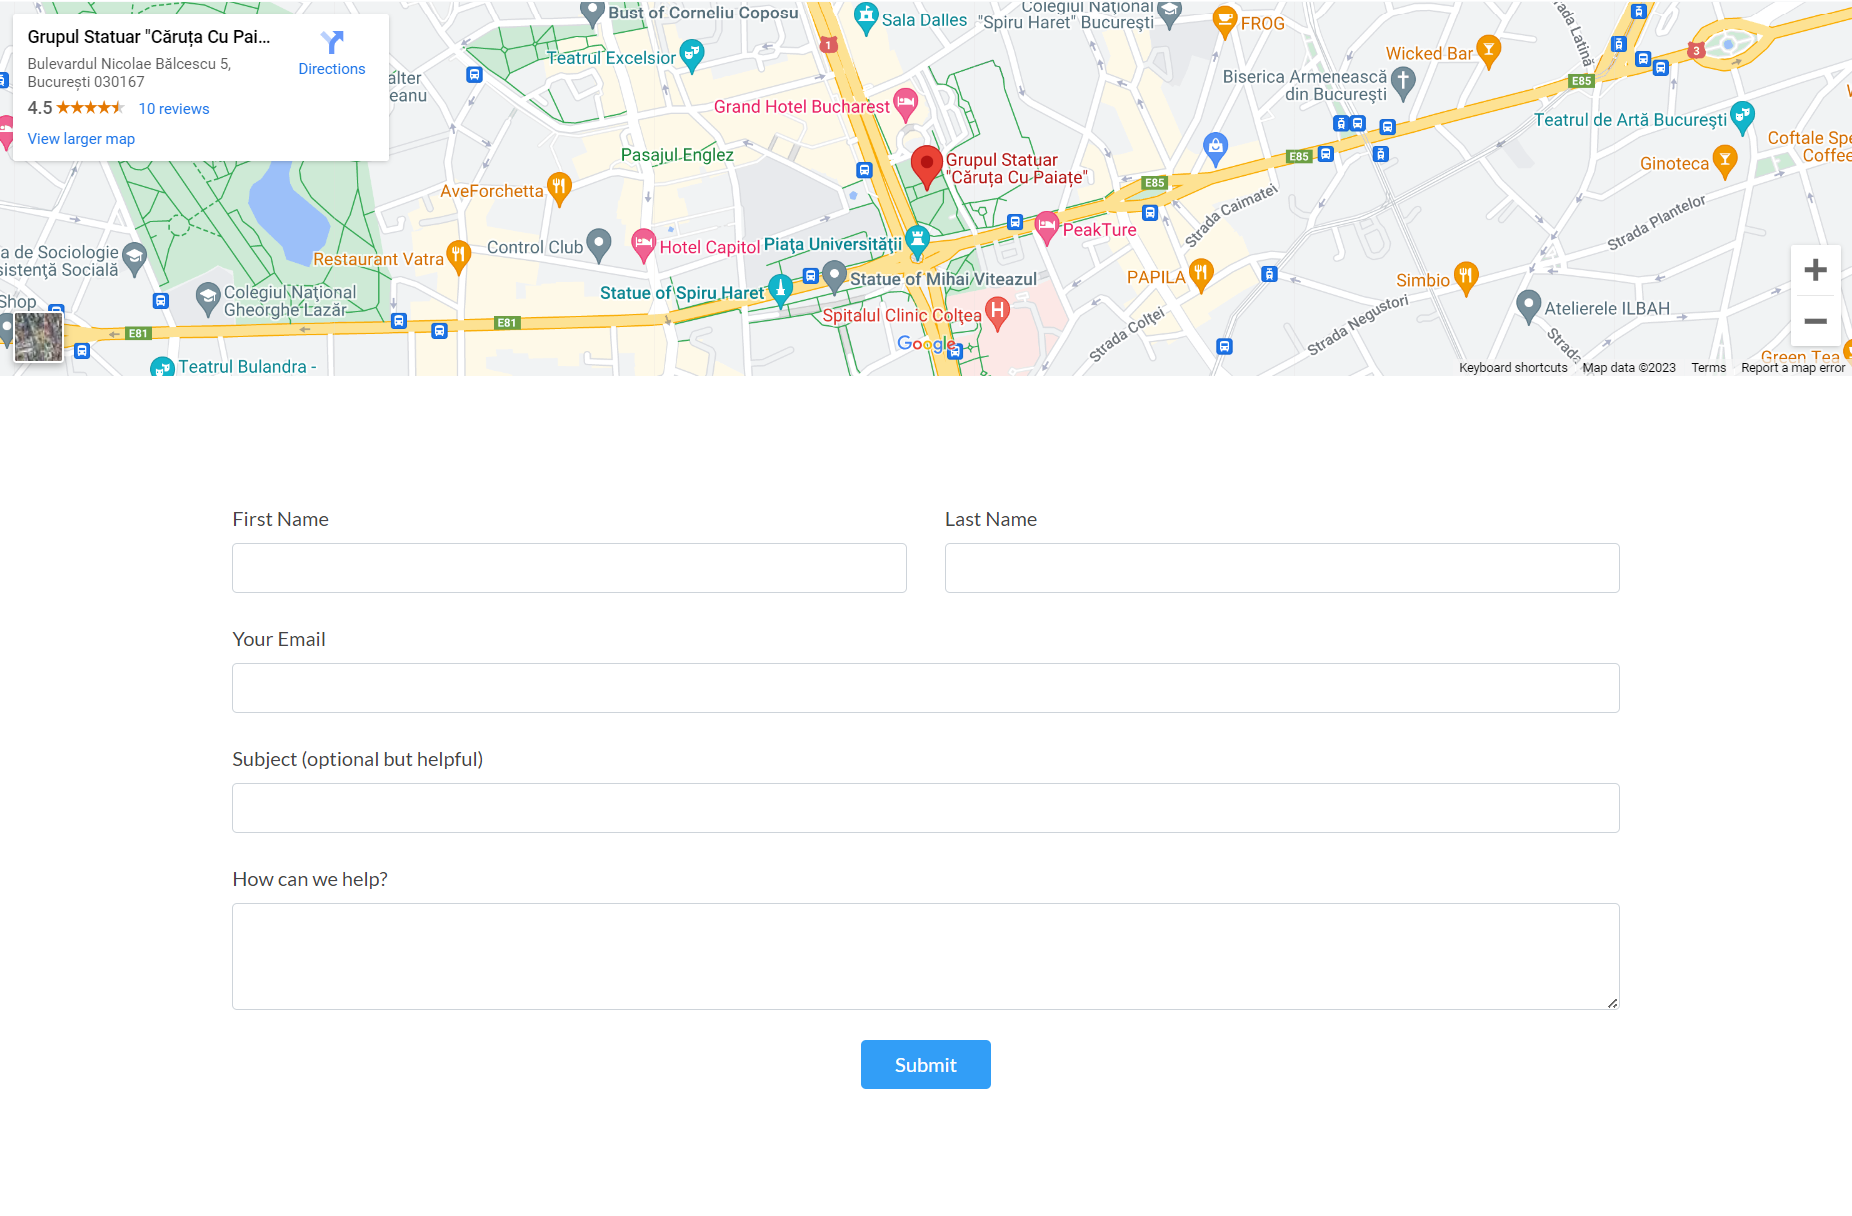 Grupul Statuar "Căruța Cu Pai...
Bulevardul Nicolae Bălcescu 5,
București 030167
4.5
10 reviews
View larger map
Directions
Bust of Corneliu Coposu
Sala Dalles
Colegiul Național
"Spiru Haret" București
FROG
Strada Latină
Teatrul Excelsior
1
3
Wicked Bar
Biserica Armenească
din București
E85
Grand Hotel Bucharest
Teatrul de Artă București
Coftale Spe
Coffee
Pasajul Englez
Grupul Statuar
"Căruța Cu Paiațe"
E85
Ginoteca
AveForchetta
E85
Strada Caimatei
Strada Plantelor
Control Club
Hotel Capitol
Piața Universității
PeakTure
a de Sociologie
sistență Socială
Restaurant Vatra
Statue of Mihai Viteazul
PAPILA
Simbio
Colegiul Național
Gheorghe Lazăr
Statue of Spiru Haret
Shop
Spitalul Clinic Colțea
Strada Colței
Strada Negustori
Atelierele ILBAH
E81
E81
Google
Strada
Teatrul Bulandra -
Green Tea
Keyboard shortcuts
Map data ©2023
Terms
Report a map error
First Name
Last Name
Your Email
Subject (optional but helpful)
How can we help?
Submit